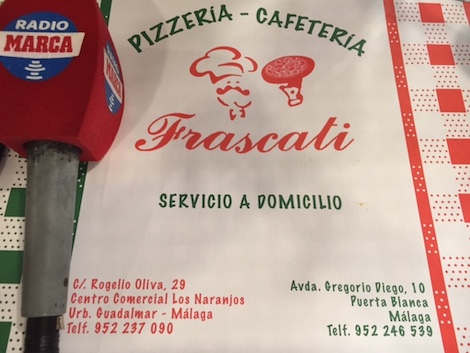 RADIO
MARCA
PIZZERÍA - CAFETERÍA
Frascati
SERVICIO A DOMICILIO
C/. Rogelio Oliva, 29
Centro Comercial Los Naranjos
Urb. Guadalmar - Málaga
Telf. 952 237 090
Avda. Gregorio Diego, 10
Puerta Blanca
Málaga
Telf. 952 246 539